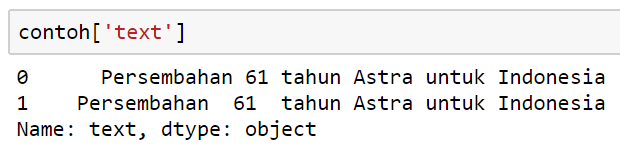 contoh['text']
0      Persembahan 61 tahun Astra untuk Indonesia
1    Persembahan  61  tahun Astra untuk Indonesia
Name: text, dtype: object